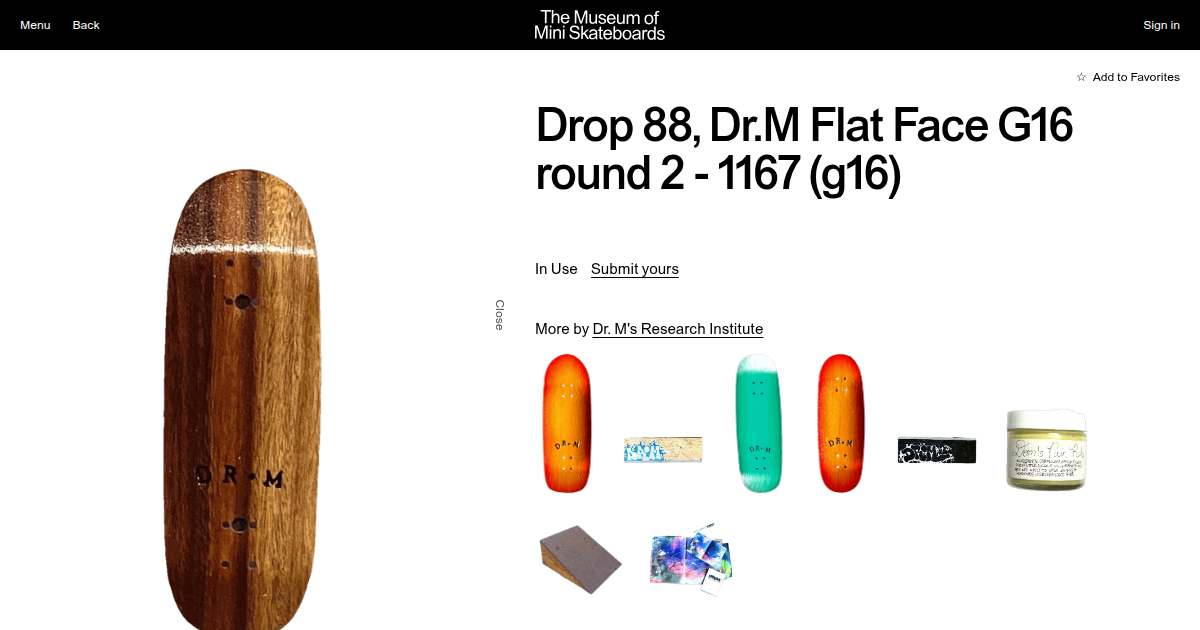 Menu
Back
The Museum of
Mini Skateboards
Sign in
☆ Add to Favorites
Drop 88, Dr.M Flat Face G16
round 2 - 1167 (g16)
In Use
Submit yours
Close
More by Dr. M's Research Institute
DR•M
DR•M
DR•M
DR•M